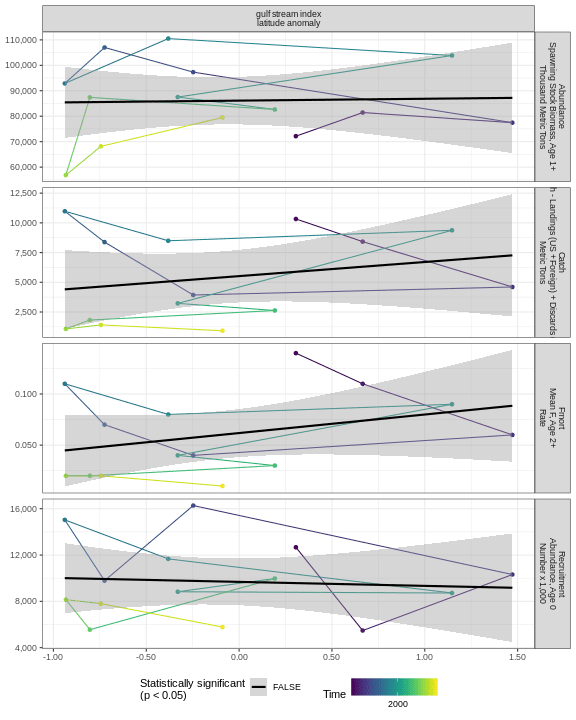 gulf stream index
latitude anomaly
110,000
100,000
90,000
80,000
70,000
60,000
Abundance
Spawning Stock Biomass, Age 1+
Thousand Metric Tons
12,500
10,000
7,500
5,000
2,500
Catch
h - Landings (US +Foreign) + Discards
Metric Tons
0.100
0.050
Fmort
Mean F, Age 2+
Rate
16,000
12,000
8,000
4,000
Recruitment
Abundance, Age 0
Number x 1,000
-1.00 -0.50 0.00 0.50 1.00 1.50
Statistically significant
(p < 0.05)
FALSE
Time
2000